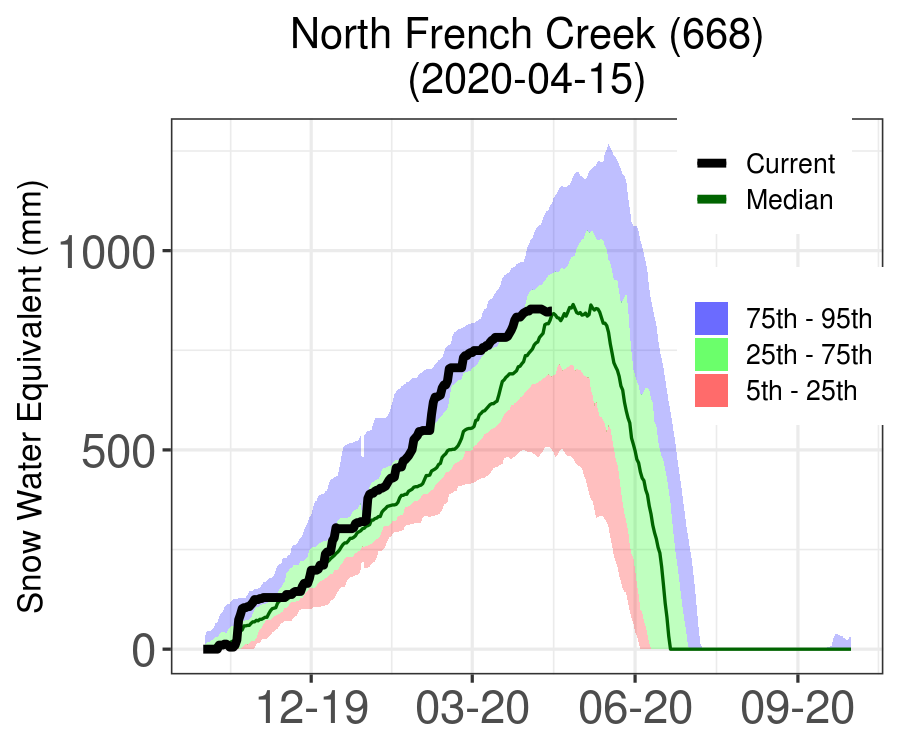 North French Creek (668)
(2020-04-15)
Snow Water Equivalent (mm)
1000
500
0
12-19
03-20
06-20
09-20
Current
Median
75th - 95th
25th - 75th
5th - 25th